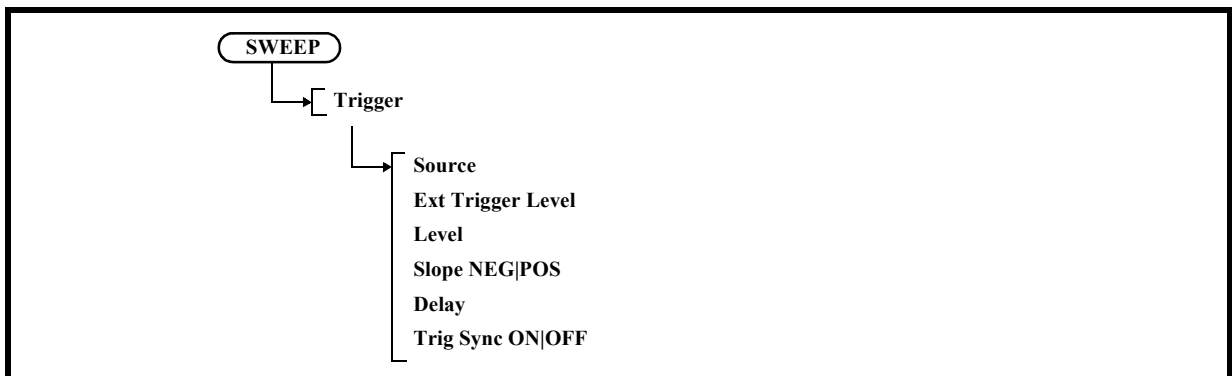 SWEEP
Trigger
Source
Ext Trigger Level
Level
Slope NEG|POS
Delay
Trig Sync ON|OFF